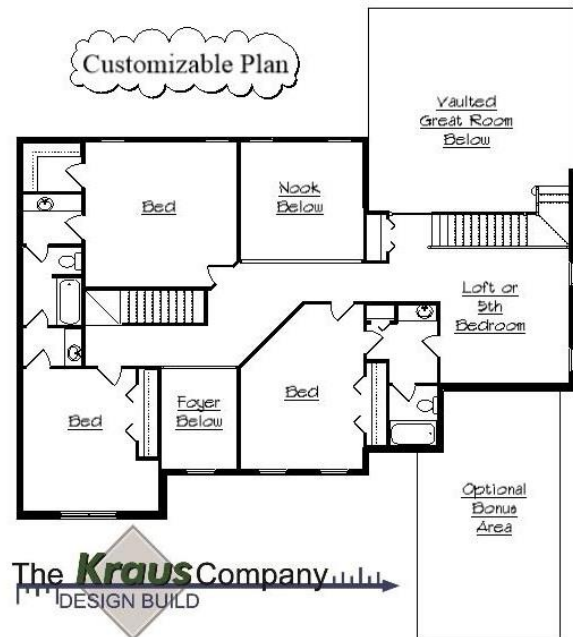 Customizable Plan
Vaulted
Great Room
Below
Bed
Nook
Below
Loft or
5th
Bedroom
Bed
Foyer
Below
Bed
Optional
Bonus
Area
The Kraus Company
DESIGN BUILD